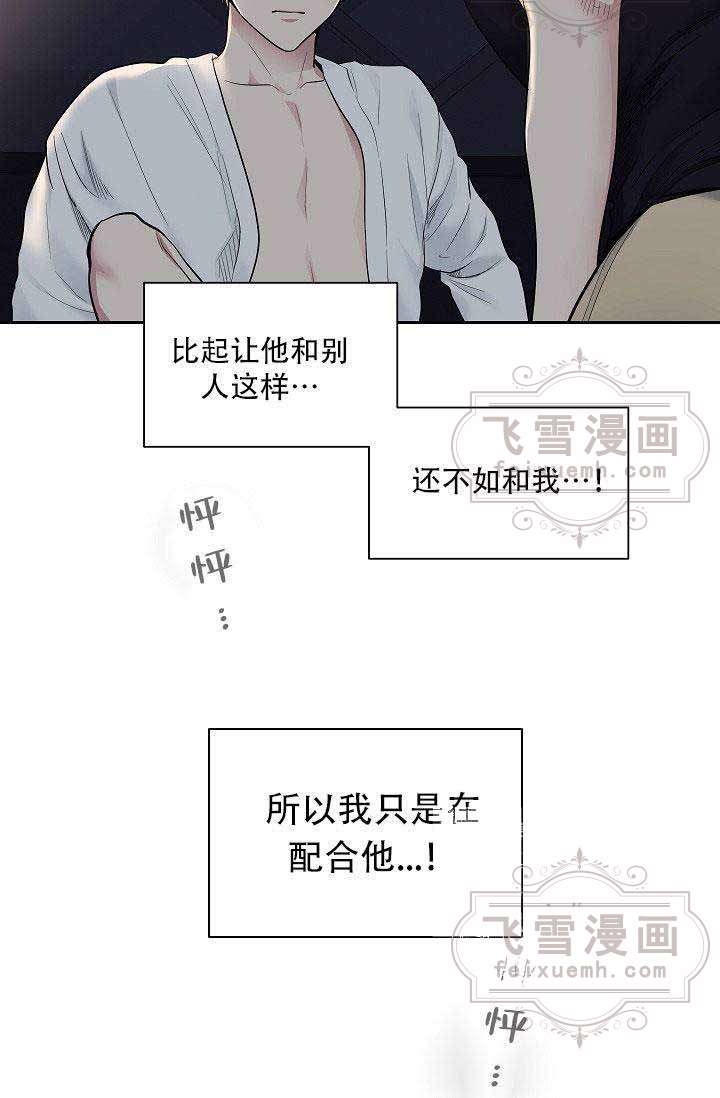 比起让他和别
人这样…
还不如和我…!
飞雪漫画
feixuemh.com
怦
怦
…
所以我只是在
配合他...!
飞雪漫画
feixuemh.com
怦